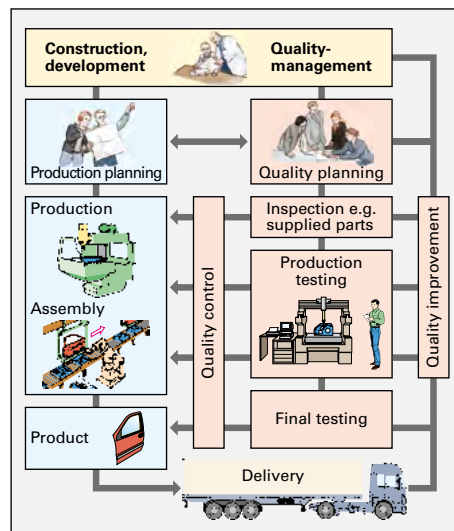 Construction,
development
Quality-
management
Production planning
Quality planning
Production
Inspection e.g.
supplied parts
Production
testing
Assembly
Quality control
Quality improvement
Product
Final testing
Delivery